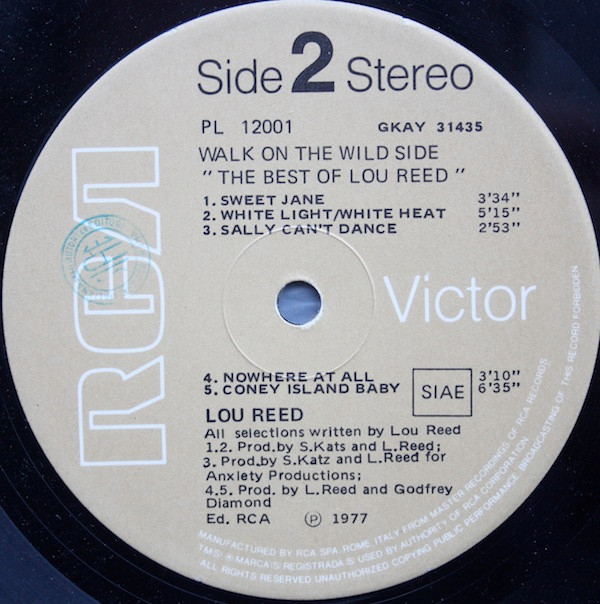 Side 2 Stereo
PL 12001 GKAY 31435
WALK ON THE WILD SIDE
" THE BEST OF LOU REED "
1. SWEET JANE 3'34"
2. WHITE LIGHT/WHITE HEAT 5'15"
3. SALLY CAN'T DANCE 2'53"
RCA Victor
4. NOWHERE AT ALL 3'10"
5. CONEY ISLAND BABY 6'35"
SIAE
LOU REED
All selections written by Lou Reed
1.2. Prod.by S.Kats and L.Reed;
3. Prod.by S.Katz and L.Reed for
Anxiety Productions;
4.5. Prod. by L.Reed and Godfrey
Diamond
Ed. RCA ℗ 1977
MANUFACTURED BY RCA SPA, ROME, ITALY FROM MASTER RECORDINGS OF RCA RECORDS
TM® ★ MARCA® REGISTRADA® USED BY AUTHORITY OF RCA CORPORATION.
ALL RIGHTS RESERVED UNAUTHORIZED COPYING PUBLIC PERFORMANCE, BROADCASTING OF THIS RECORD FORBIDDEN